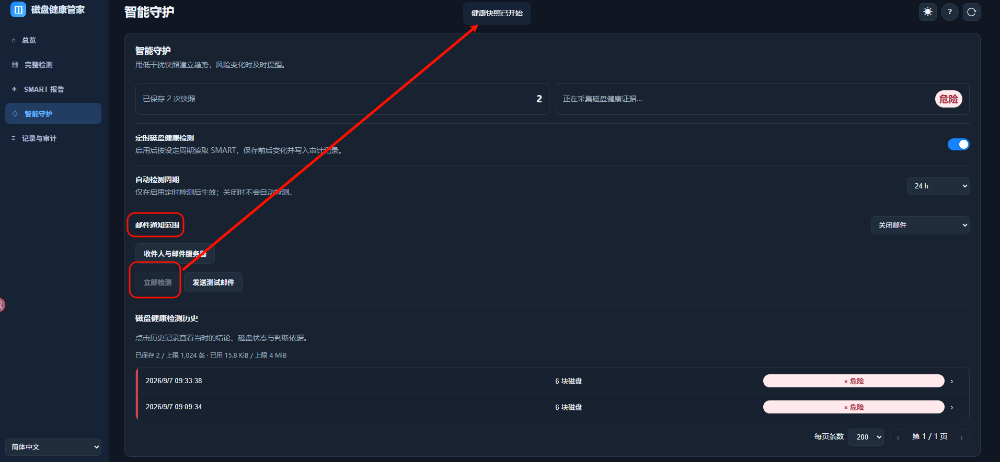 磁盘健康管家
总览
完整检测
SMART 报告
智能守护
记录与审计
简体中文
智能守护
健康快照已开始
?
智能守护
用低干扰快照建立趋势，风险变化时及时提醒。
已保存 2 次快照
2
正在采集磁盘健康证据...
危险
定时磁盘健康检测
启用后按设定周期读取 SMART，保存前后变化并写入审计记录。
自动检测周期
仅在启用定时检测后生效；关闭时不会自动检测。
24 h
邮件通知范围
关闭邮件
收件人与邮件服务器
立即检测
发送测试邮件
磁盘健康检测历史
点击历史记录查看当时的结论、磁盘状态与判断依据。
已保存 2 / 上限 1,024 条 · 已用 15.8 KiB / 上限 4 MiB
2026/9/7 09:33:38
6 块磁盘
× 危险
2026/9/7 09:09:34
6 块磁盘
× 危险
每页条数
200
第 1 / 1 页